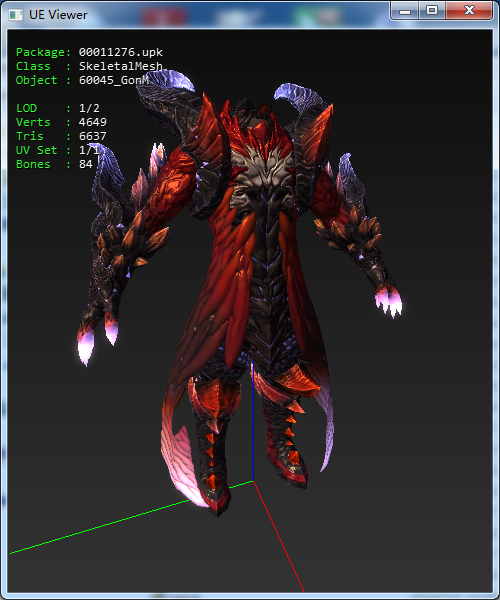 UE Viewer
Package: 00011276.upk
Class : SkeletalMesh
Object : 60045_GonM
LOD : 1/2
Verts : 4649
Tris : 6637
UV Set : 1/1
Bones : 84